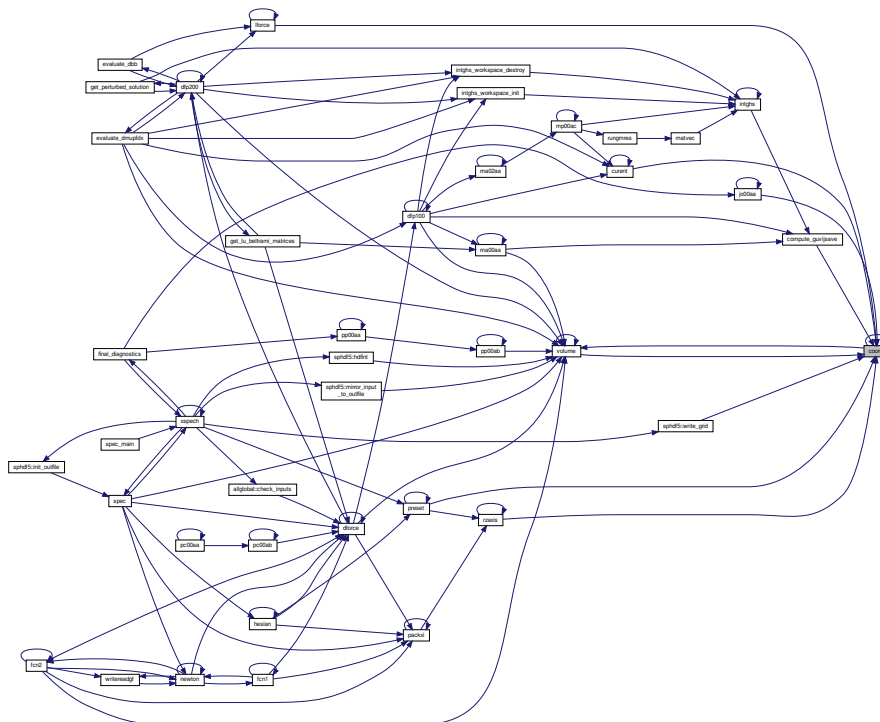 lforce
evaluate_dbb
get_perturbed_solution
dfp200
intghs_workspace_destroy
intghs_workspace_init
intghs
evaluate_dmupfdx
mp00ac
rungmres
matvec
ma02aa
curent
jo00aa
dfp100
get_lu_beltrami_matrices
ma00aa
compute_guvijsave
final_diagnostics
pp00aa
sphdf5::hdfint
pp00ab
volume
coords
sphdf5::mirror_input
_to_outfile
xspech
sphdf5::write_grid
spec_main
sphdf5::init_outfile
spec
allglobal::check_inputs
preset
rzaxis
dforce
pc00aa
pc00ab
hesian
packxi
fcn2
writereadgf
newton
fcn1